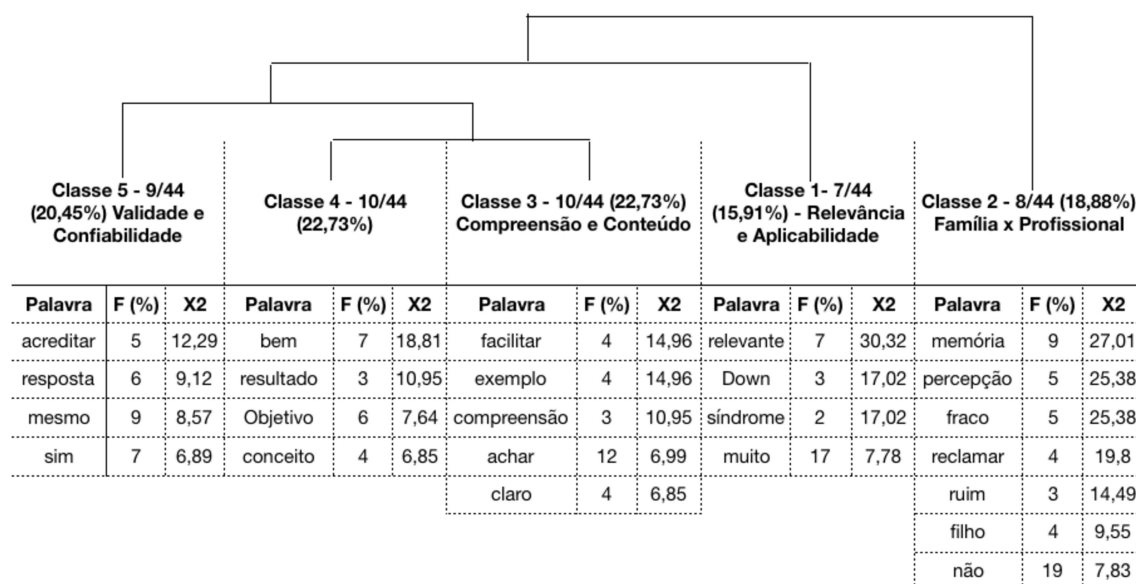 Classe 5 - 9/44
(20,45%) Validade e
Confiabilidade
Classe 4 - 10/44
(22,73%)
Classe 3 - 10/44 (22,73%)
Compreensão e Conteúdo
Classe 1- 7/44
(15,91%) - Relevância
e Aplicabilidade
Classe 2 - 8/44 (18,88%)
Família x Profissional
Palavra F (%) X2 Palavra F (%) X2 Palavra F (%) X2 Palavra F (%) X2 Palavra F (%) X2
acreditar 5 12,29 bem 7 18,81 facilitar 4 14,96 relevante 7 30,32 memória 9 27,01
resposta 6 9,12 resultado 3 10,95 exemplo 4 14,96 Down 3 17,02 percepção 5 25,38
mesmo 9 8,57 Objetivo 6 7,64 compreensão 3 10,95 síndrome 2 17,02 fraco 5 25,38
sim 7 6,89 conceito 4 6,85 achar 12 6,99 muito 17 7,78 reclamar 4 19,8
claro 4 6,85 ruim 3 14,49
filho 4 9,55
não 19 7,83